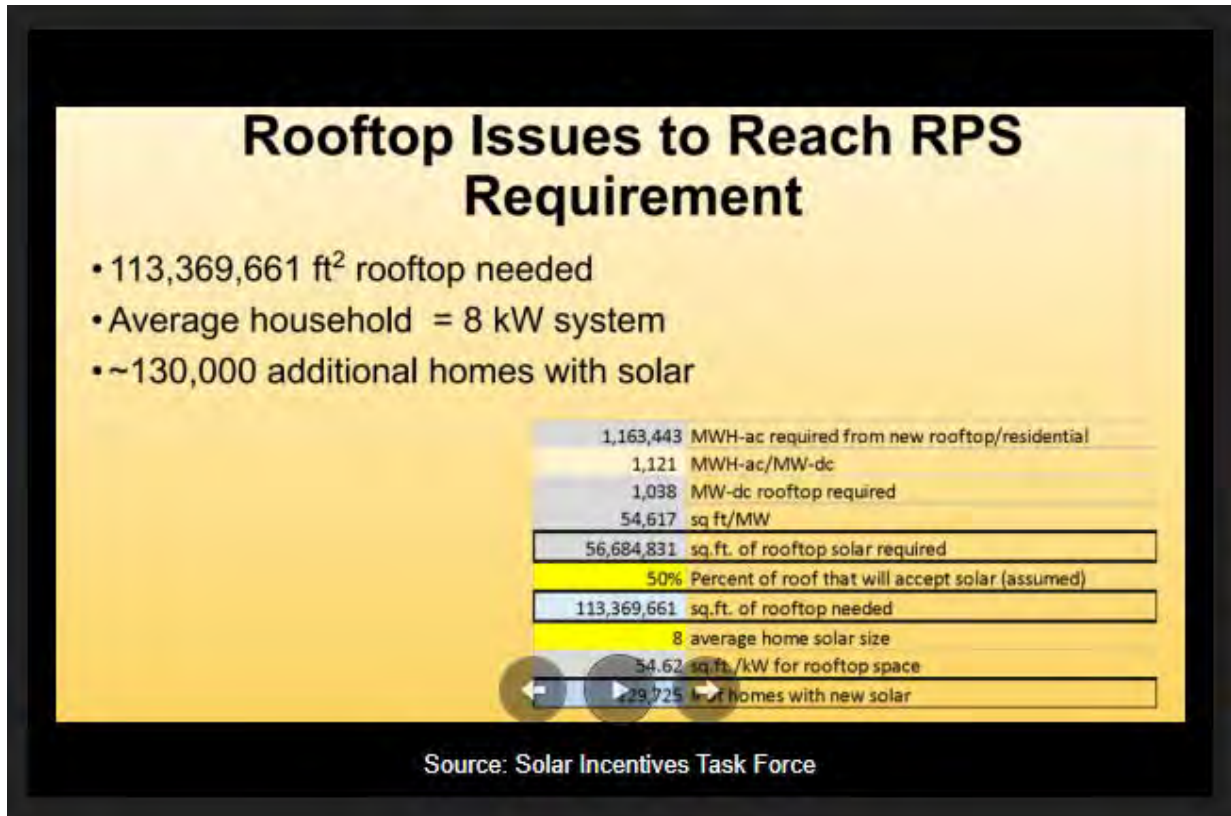 Rooftop Issues to Reach RPS
Requirement
• 113,369,661 ft² rooftop needed
• Average household = 8 kW system
• ~130,000 additional homes with solar
1,163,443 MWH-ac required from new rooftop/residential
1,121 MWH-ac/MW-dc
1,038 MW-dc rooftop required
54,617 sq ft/MW
56,684,831 sq.ft. of rooftop solar required
50% Percent of roof that will accept solar (assumed)
113,369,661 sq.ft. of rooftop needed
8 average home solar size
54.62 sq.ft./kW for rooftop space
homes with new solar
Source: Solar Incentives Task Force